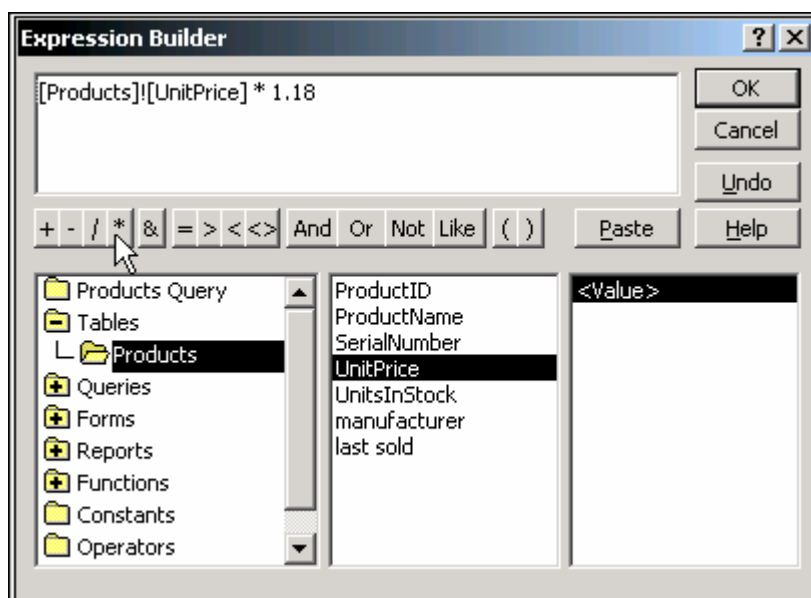 Expression Builder
? X
[Products]![UnitPrice] * 1.18
OK
Cancel
Undo
+ - / * & = > < <> And Or Not Like ( ) Paste Help
Products Query
Tables
Products
Queries
Forms
Reports
Functions
Constants
Operators
ProductID
ProductName
SerialNumber
UnitPrice
UnitsInStock
manufacturer
last sold
<Value>